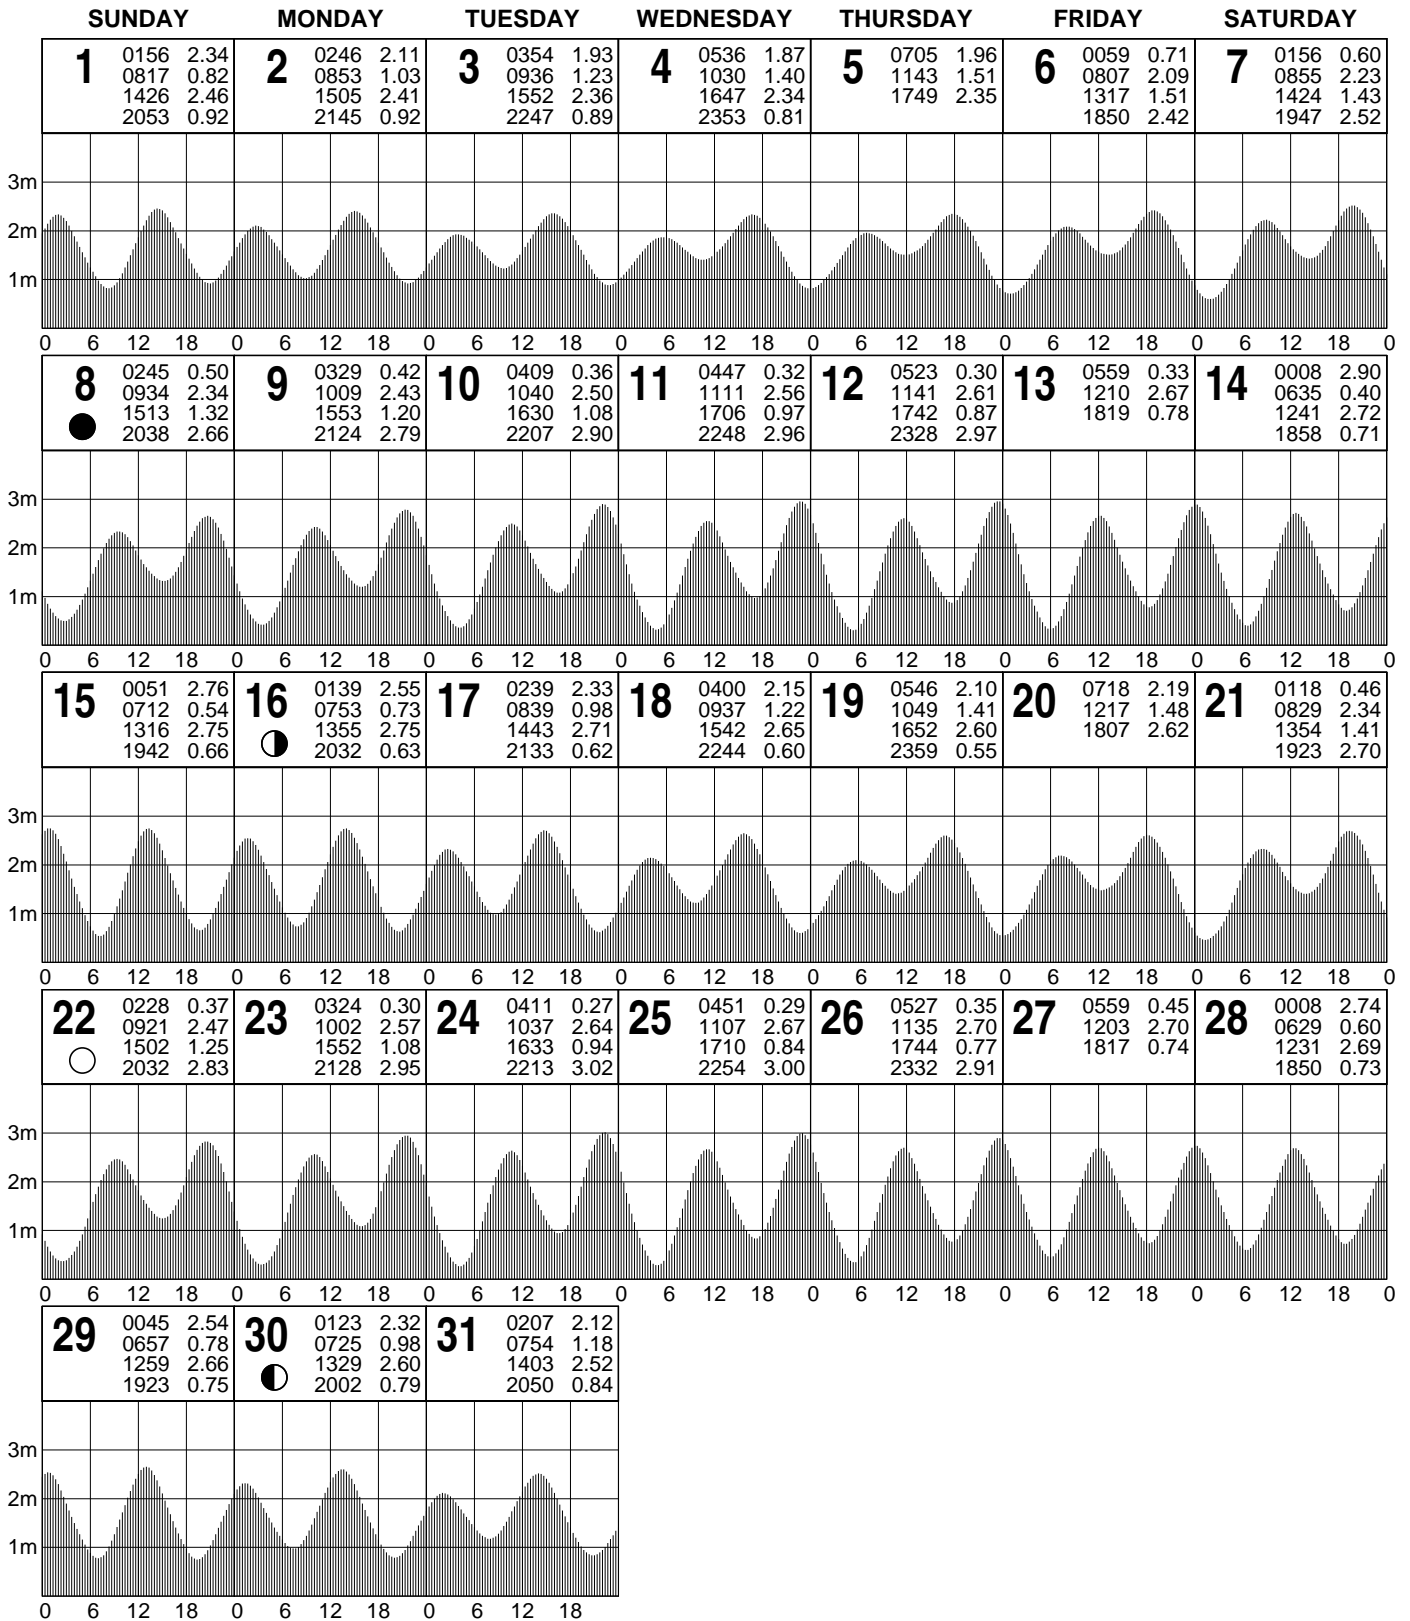 SUNDAY MONDAY TUESDAY WEDNESDAY THURSDAY FRIDAY SATURDAY
1 0156 2.34
0817 0.82
1426 2.46
2053 0.92
2 0246 2.11
0853 1.03
1505 2.41
2145 0.92
3 0354 1.93
0936 1.23
1552 2.36
2247 0.89
4 0536 1.87
1030 1.40
1647 2.34
2353 0.81
5 0705 1.96
1143 1.51
1749 2.35
6 0059 0.71
0807 2.09
1317 1.51
1850 2.42
7 0156 0.60
0855 2.23
1424 1.43
1947 2.52
3m
2m
1m
0 6 12 18 0 6 12 18 0 6 12 18 0 6 12 18 0 6 12 18 0 6 12 18 0 6 12 18 0
8 0245 0.50
0934 2.34
1513 1.32
2038 2.66
9 0329 0.42
1009 2.43
1553 1.20
2124 2.79
10 0409 0.36
1040 2.50
1630 1.08
2207 2.90
11 0447 0.32
1111 2.56
1706 0.97
2248 2.96
12 0523 0.30
1141 2.61
1742 0.87
2328 2.97
13 0559 0.33
1210 2.67
1819 0.78
14 0008 2.90
0635 0.40
1241 2.72
1858 0.71
3m
2m
1m
0 6 12 18 0 6 12 18 0 6 12 18 0 6 12 18 0 6 12 18 0 6 12 18 0 6 12 18 0
15 0051 2.76
0712 0.54
1316 2.75
1942 0.66
16 0139 2.55
0753 0.73
1355 2.75
2032 0.63
17 0239 2.33
0839 0.98
1443 2.71
2133 0.62
18 0400 2.15
0937 1.22
1542 2.65
2244 0.60
19 0546 2.10
1049 1.41
1652 2.60
2359 0.55
20 0718 2.19
1217 1.48
1807 2.62
21 0118 0.46
0829 2.34
1354 1.41
1923 2.70
3m
2m
1m
0 6 12 18 0 6 12 18 0 6 12 18 0 6 12 18 0 6 12 18 0 6 12 18 0 6 12 18 0
22 0228 0.37
0921 2.47
1502 1.25
2032 2.83
23 0324 0.30
1002 2.57
1552 1.08
2128 2.95
24 0411 0.27
1037 2.64
1633 0.94
2213 3.02
25 0451 0.29
1107 2.67
1710 0.84
2254 3.00
26 0527 0.35
1135 2.70
1744 0.77
2332 2.91
27 0559 0.45
1203 2.70
1817 0.74
28 0008 2.74
0629 0.60
1231 2.69
1850 0.73
3m
2m
1m
0 6 12 18 0 6 12 18 0 6 12 18 0 6 12 18 0 6 12 18 0 6 12 18 0 6 12 18 0
29 0045 2.54
0657 0.78
1259 2.66
1923 0.75
30 0123 2.32
0725 0.98
1329 2.60
2002 0.79
31 0207 2.12
0754 1.18
1403 2.52
2050 0.84
3m
2m
1m
0 6 12 18 0 6 12 18 0 6 12 18